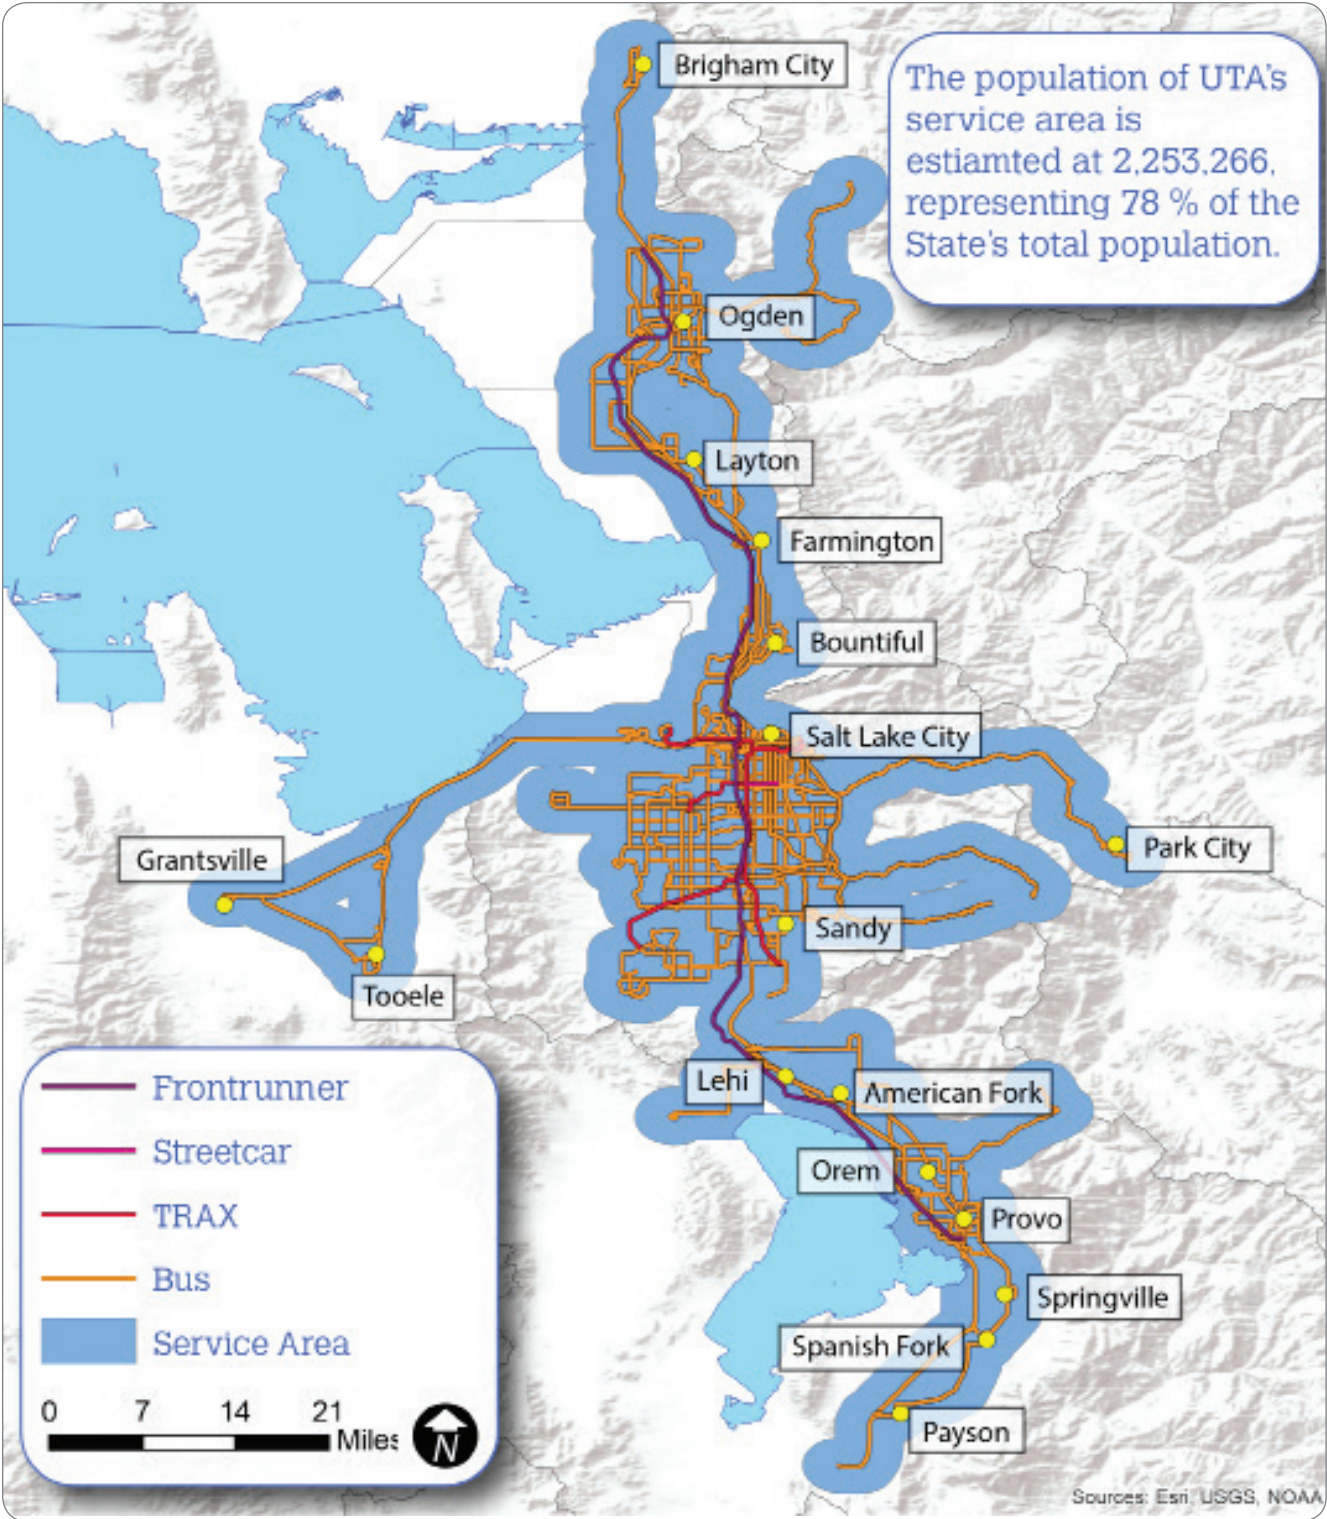 Brigham City
The population of UTA's
service area is
estiamted at 2,253,266,
representing 78 % of the
State's total population.
Ogden
Layton
Farmington
Bountiful
Salt Lake City
Park City
Grantsville
Sandy
Tooele
Lehi
American Fork
Orem
Provo
Springville
Spanish Fork
Payson
Frontrunner
Streetcar
TRAX
Bus
Service Area
0 7 14 21
Miles
N
Sources: Esri, USGS, NOAA